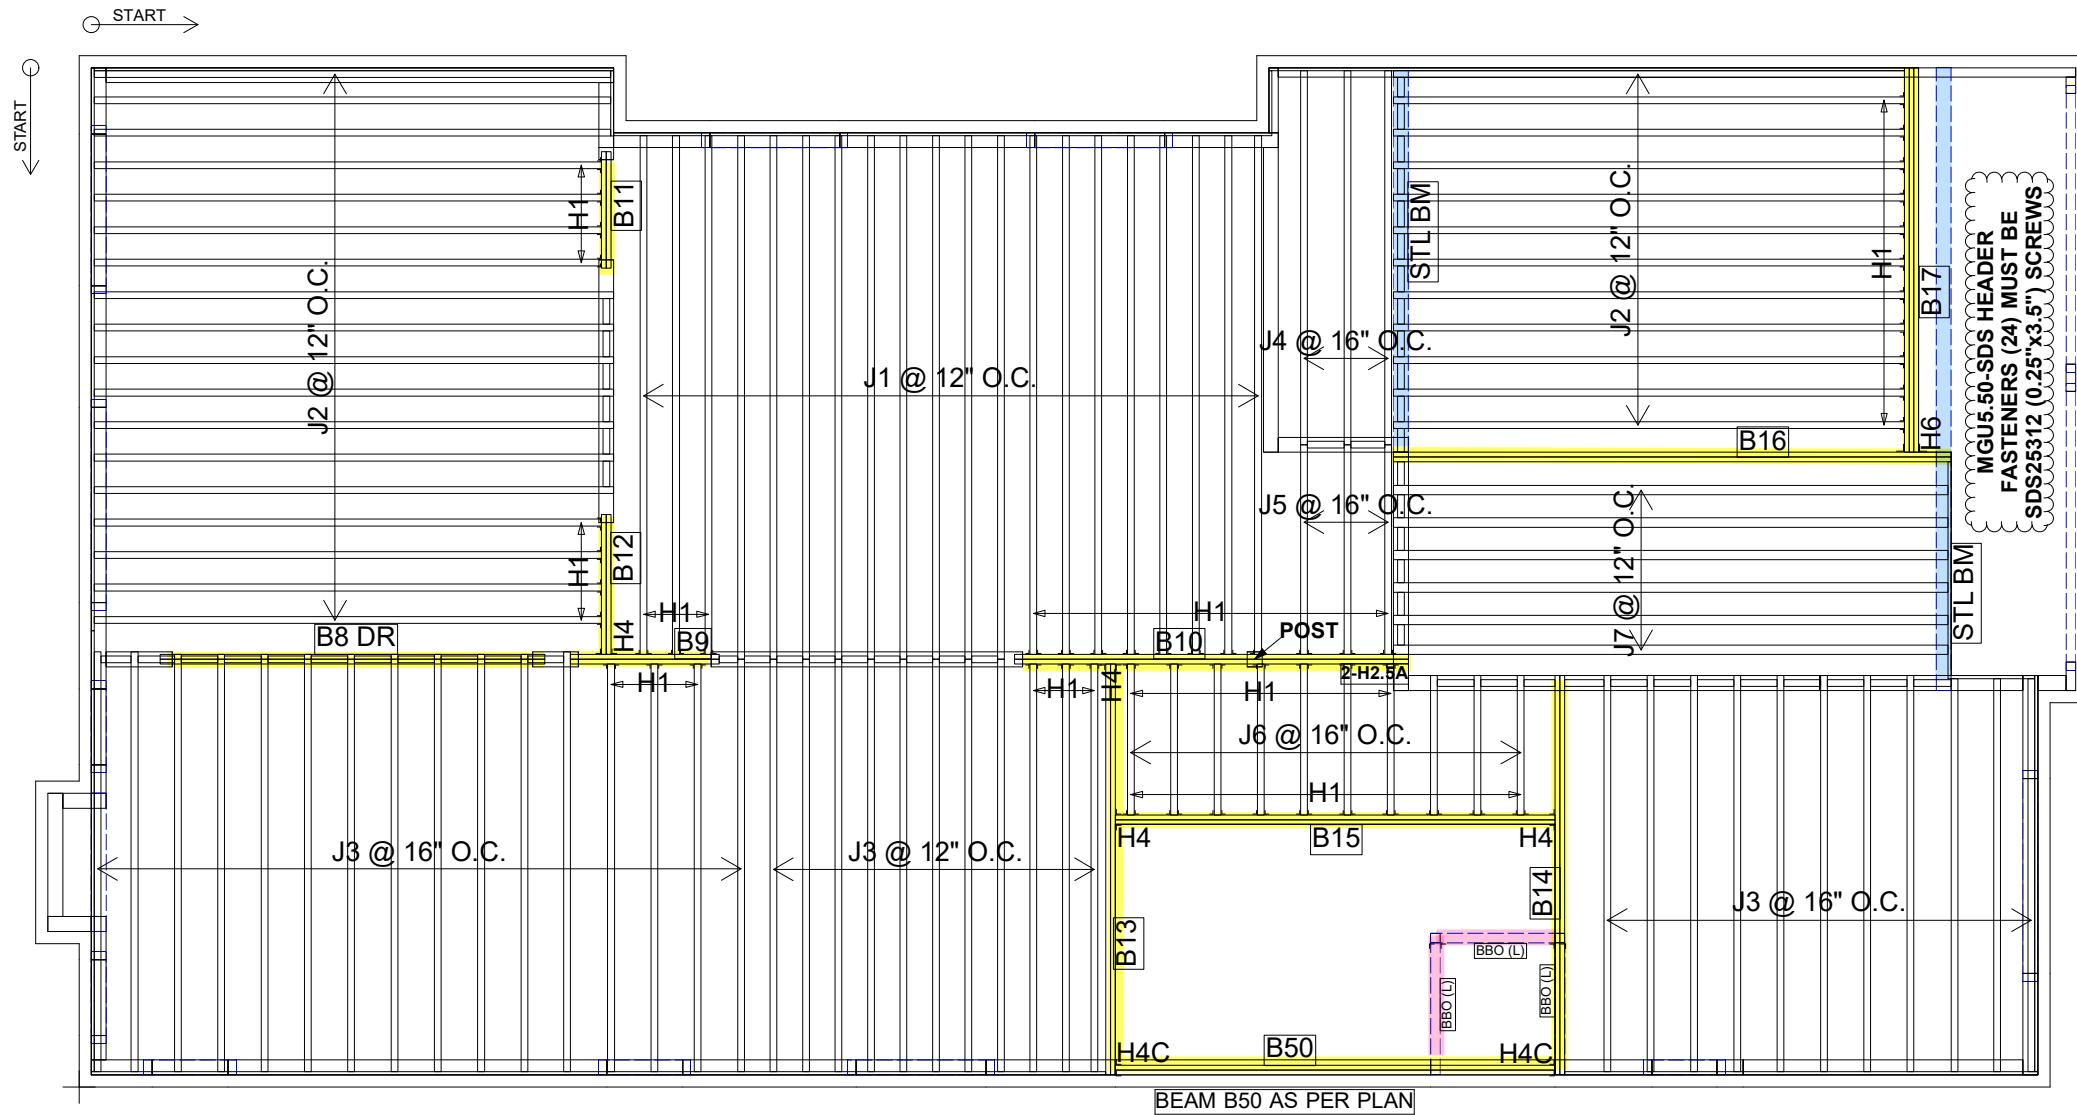 START
START
J2 @ 12" O.C.
H1
B11
J1 @ 12" O.C.
J4 @ 16" O.C.
STL BM
J2 @ 12" O.C.
H1
B17
MGU5.50-SDS HEADER
FASTENERS (24) MUST BE
SDS25312 (0.25"x3.5") SCREWS
H6
B16
J5 @ 16" O.C.
J7 @ 12" O.C.
STL BM
H1
B12
H4
B8 DR
H1
B9
H1
B10
POST
2-H2.5A
H1
H1
H4
H1
J6 @ 16" O.C.
H1
H4
B15
H4
J3 @ 16" O.C.
J3 @ 12" O.C.
B14
J3 @ 16" O.C.
B13
BBO (L)
BBO (L)
BBO (L)
H4C
B50
H4C
BEAM B50 AS PER PLAN